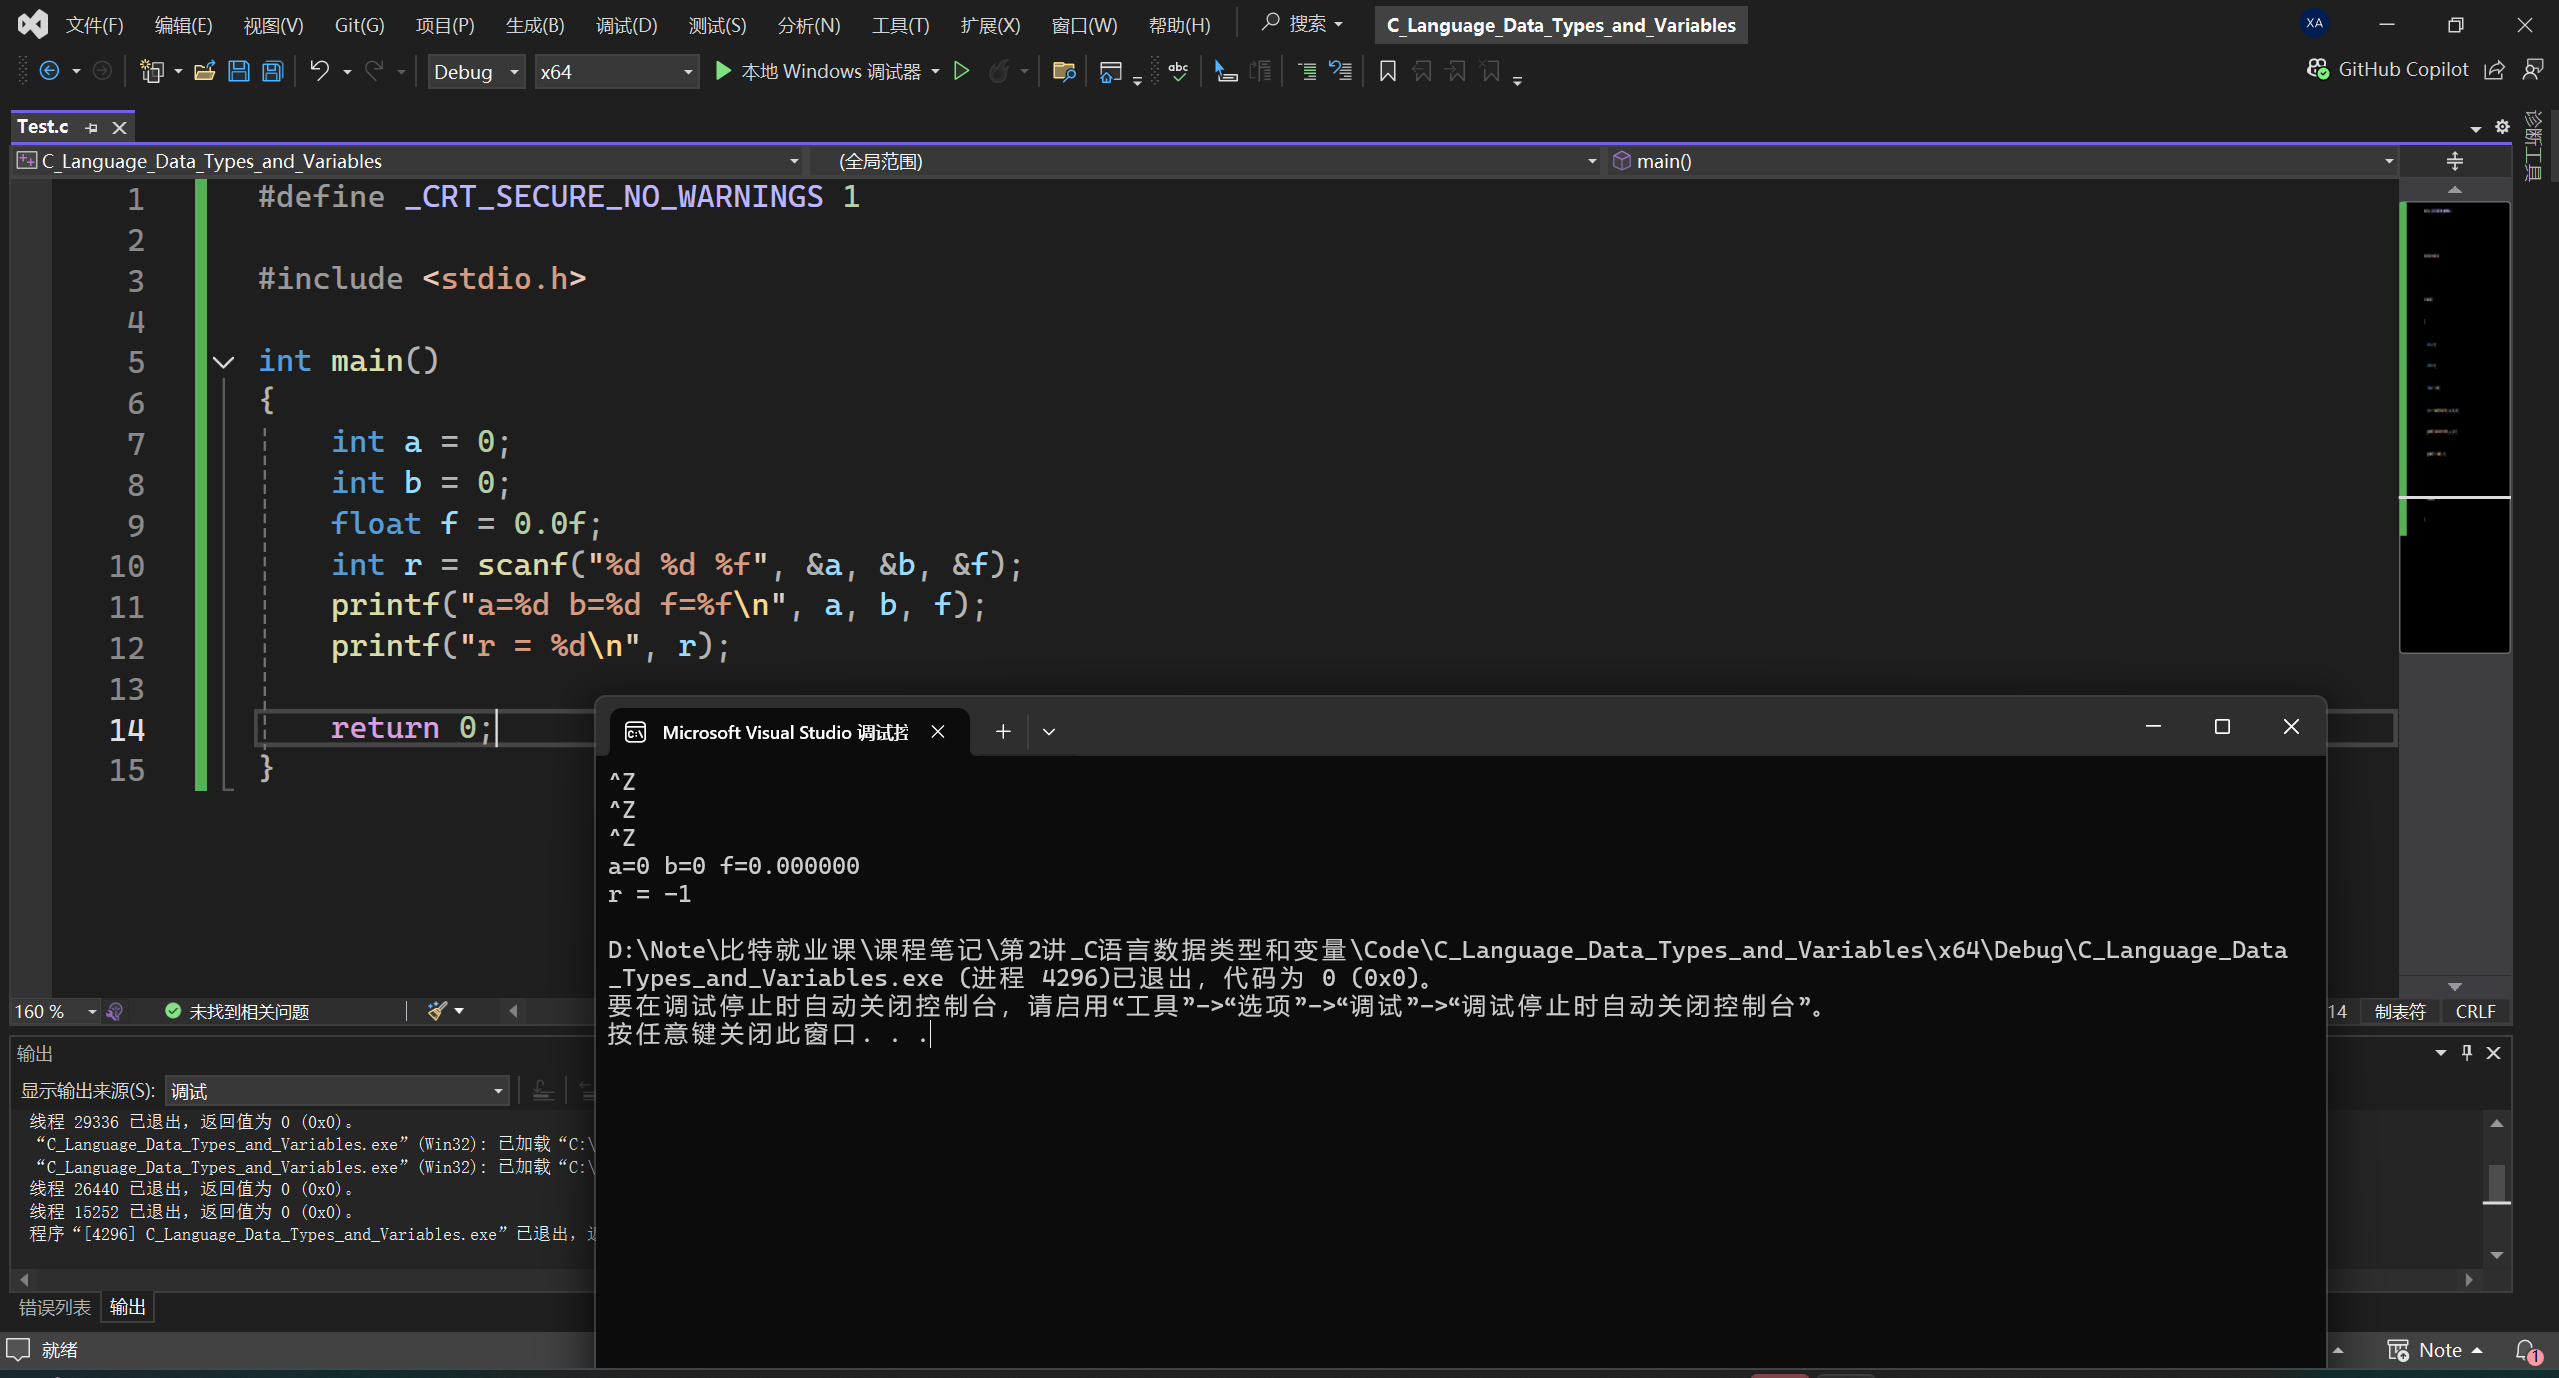 文件(F) 编辑(E) 视图(V) Git(G) 项目(P) 生成(B) 调试(D) 测试(S) 分析(N) 工具(T) 扩展(X) 窗口(W) 帮助(H) 搜索 C_Language_Data_Types_and_Variables XA
Debug x64 本地 Windows 调试器 abc GitHub Copilot
Test.c
诊断工具
C_Language_Data_Types_and_Variables (全局范围) main()
1 #define _CRT_SECURE_NO_WARNINGS 1
2
3 #include <stdio.h>
4
5 int main()
6 {
7 int a = 0;
8 int b = 0;
9 float f = 0.0f;
10 int r = scanf("%d %d %f", &a, &b, &f);
11 printf("a=%d b=%d f=%f\n", a, b, f);
12 printf("r = %d\n", r);
13
14 return 0;
15 }
Microsoft Visual Studio 调试控
^Z
^Z
^Z
a=0 b=0 f=0.000000
r = -1
D:\Note\比特就业课\课程笔记\第2讲_C语言数据类型和变量\Code\C_Language_Data_Types_and_Variables\x64\Debug\C_Language_Data
_Types_and_Variables.exe (进程 4296)已退出，代码为 0 (0x0)。
要在调试停止时自动关闭控制台，请启用“工具”->“选项”->“调试”->“调试停止时自动关闭控制台”。
按任意键关闭此窗口. . .
160 % 未找到相关问题 14 制表符 CRLF
输出
显示输出来源(S): 调试
线程 29336 已退出，返回值为 0 (0x0)。
“C_Language_Data_Types_and_Variables.exe”(Win32): 已加载“C:\
“C_Language_Data_Types_and_Variables.exe”(Win32): 已加载“C:\
线程 26440 已退出，返回值为 0 (0x0)。
线程 15252 已退出，返回值为 0 (0x0)。
程序“[4296] C_Language_Data_Types_and_Variables.exe”已退出，
错误列表 输出
就绪 Note 1